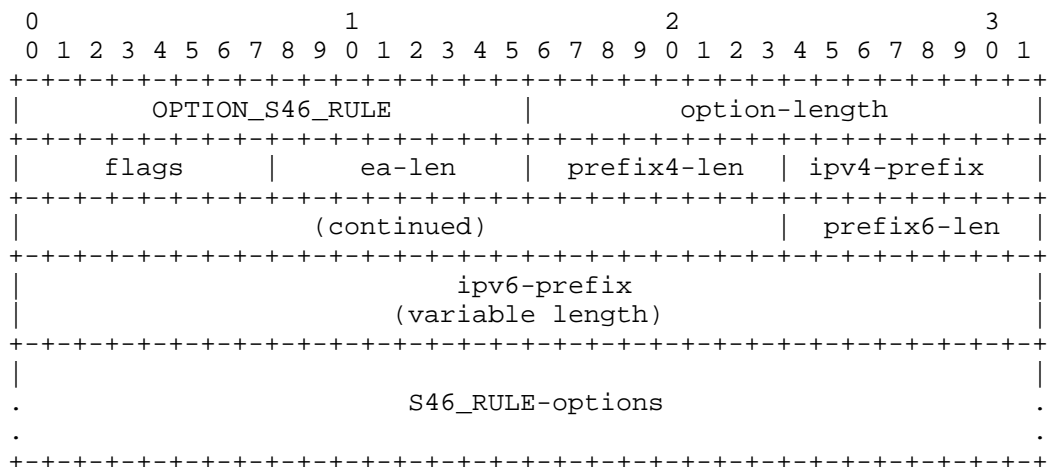 0                   1                   2                   3
0 1 2 3 4 5 6 7 8 9 0 1 2 3 4 5 6 7 8 9 0 1 2 3 4 5 6 7 8 9 0 1
+-+-+-+-+-+-+-+-+-+-+-+-+-+-+-+-+-+-+-+-+-+-+-+-+-+-+-+-+-+-+-+-+
|        OPTION_S46_RULE        |         option-length         |
+-+-+-+-+-+-+-+-+-+-+-+-+-+-+-+-+-+-+-+-+-+-+-+-+-+-+-+-+-+-+-+-+
|     flags     |     ea-len    |  prefix4-len  | ipv4-prefix   |
+-+-+-+-+-+-+-+-+-+-+-+-+-+-+-+-+-+-+-+-+-+-+-+-+-+-+-+-+-+-+-+-+
|                  (continued)                  |  prefix6-len  |
+-+-+-+-+-+-+-+-+-+-+-+-+-+-+-+-+-+-+-+-+-+-+-+-+-+-+-+-+-+-+-+-+
|                           ipv6-prefix                         |
|                       (variable length)                       |
+-+-+-+-+-+-+-+-+-+-+-+-+-+-+-+-+-+-+-+-+-+-+-+-+-+-+-+-+-+-+-+-+
|                                                               |
.                        S46_RULE-options                       .
.                                                               .
+-+-+-+-+-+-+-+-+-+-+-+-+-+-+-+-+-+-+-+-+-+-+-+-+-+-+-+-+-+-+-+-+